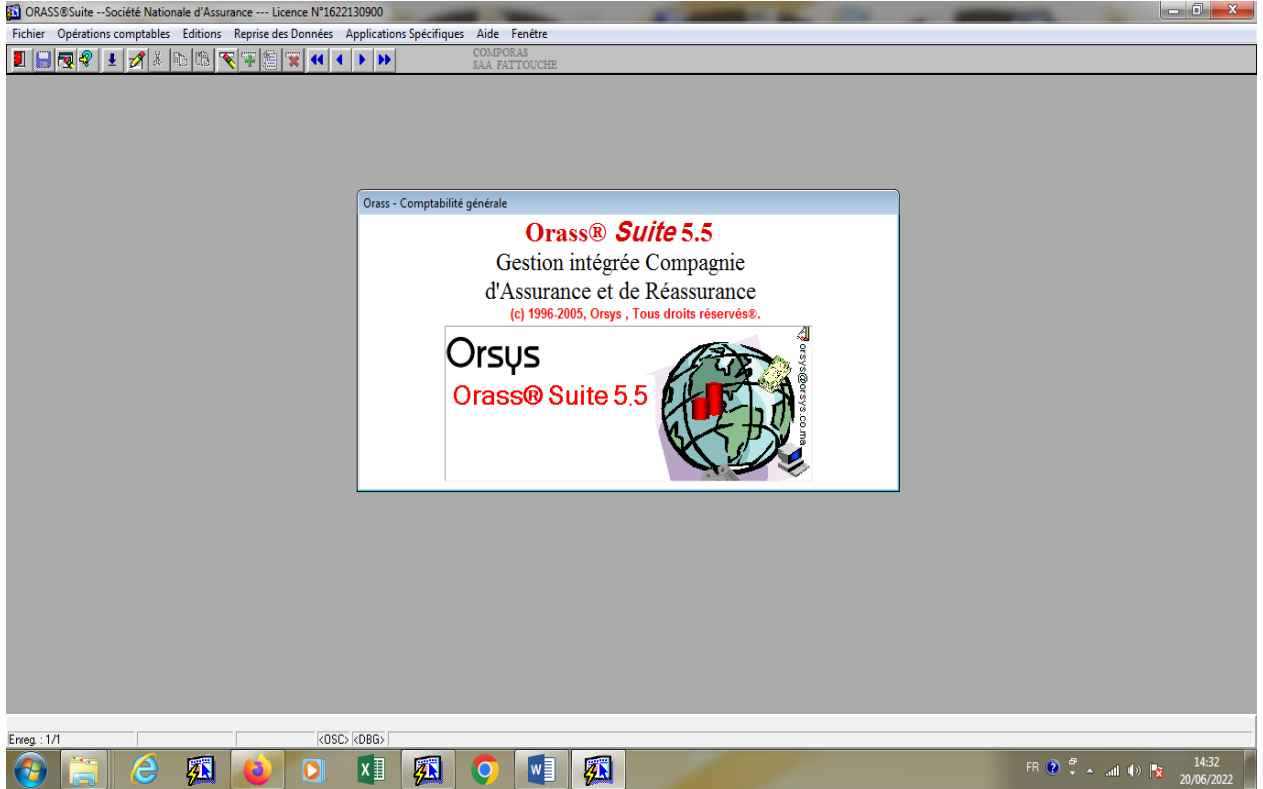 ORASS®Suite --Société Nationale d'Assurance --- Licence N°1622130900
Fichier Opérations comptables Editions Reprise des Données Applications Spécifiques Aide Fenêtre
COMPORAS
SAA FATTOUCHE
Orass - Comptabilité générale
Orass® Suite 5.5
Gestion intégrée Compagnie
d'Assurance et de Réassurance
(c) 1996-2005, Orsys , Tous droits réservés®.
Orsys
Orass® Suite 5.5
orsys@orsys.co.ma
Enreg. : 1/1 <OSC> <DBG>
FR 14:32
20/06/2022